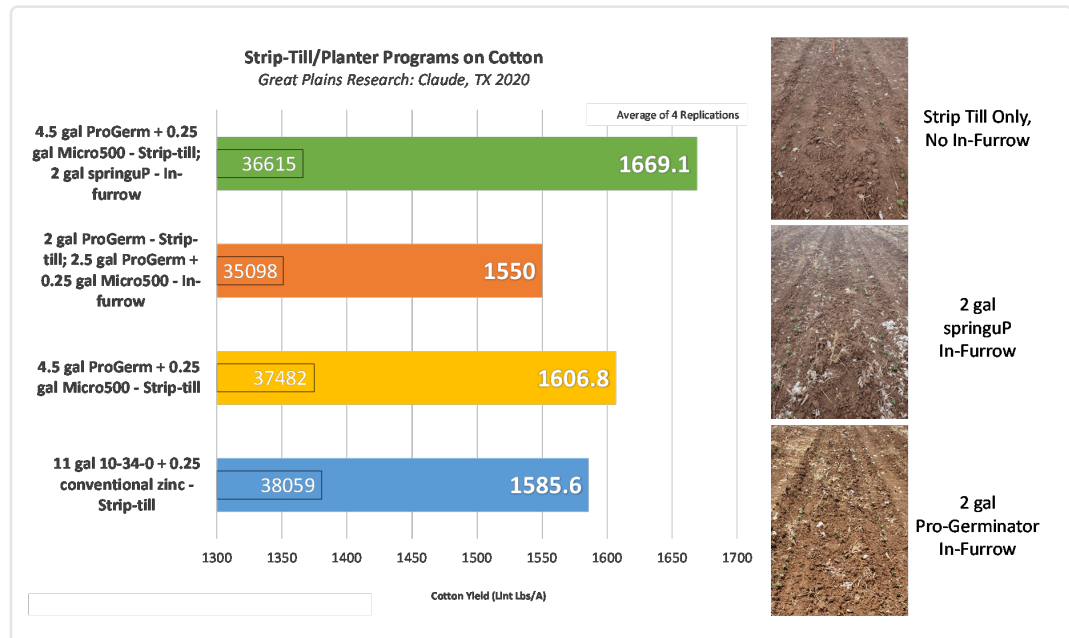 Strip-Till/Planter Programs on Cotton
Great Plains Research: Claude, TX 2020
Average of 4 Replications
4.5 gal ProGerm + 0.25
gal Micro500 - Strip-till;
2 gal springuP - In-
furrow
36615
1669.1
2 gal ProGerm - Strip-
till; 2.5 gal ProGerm +
0.25 gal Micro500 - In-
furrow
35098
1550
4.5 gal ProGerm + 0.25
gal Micro500 - Strip-till
37482
1606.8
11 gal 10-34-0 + 0.25
conventional zinc -
Strip-till
38059
1585.6
1300 1350 1400 1450 1500 1550 1600 1650 1700
Cotton Yield (Lint Lbs/A)
Strip Till Only,
No In-Furrow
2 gal
springuP
In-Furrow
2 gal
Pro-Germinator
In-Furrow